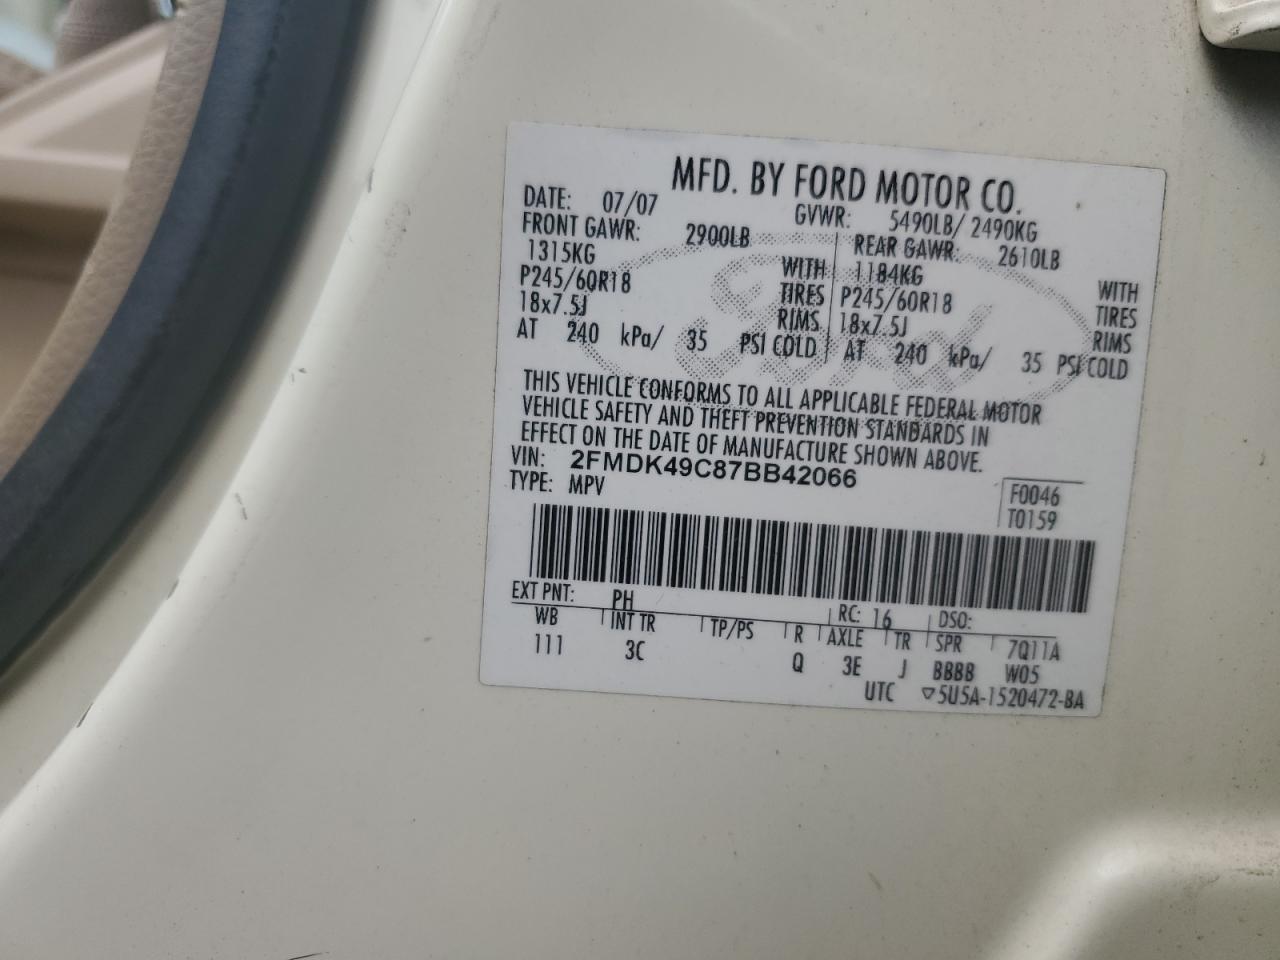 MFD. BY FORD MOTOR CO.
DATE: 07/07 GVWR: 5490LB/ 2490KG
FRONT GAWR: 2900LB REAR GAWR: 2610LB
1315KG WITH 1184KG WITH
P245/60R18 TIRES P245/60R18 TIRES
18x7.5J RIMS 18x7.5J RIMS
AT 240 kPa/ 35 PSI COLD AT 240 kPa/ 35 PSI COLD
Ford
THIS VEHICLE CONFORMS TO ALL APPLICABLE FEDERAL MOTOR
VEHICLE SAFETY AND THEFT PREVENTION STANDARDS IN
EFFECT ON THE DATE OF MANUFACTURE SHOWN ABOVE.
VIN: 2FMDK49C87BB42066
TYPE: MPV
F0046
T0159
EXT PNT: PH RC: 16 DSO:
WB INT TR TP/PS R AXLE TR SPR 7Q11A
111 3C Q 3E J BBBB W05
UTC ▽5U5A-1520472-BA